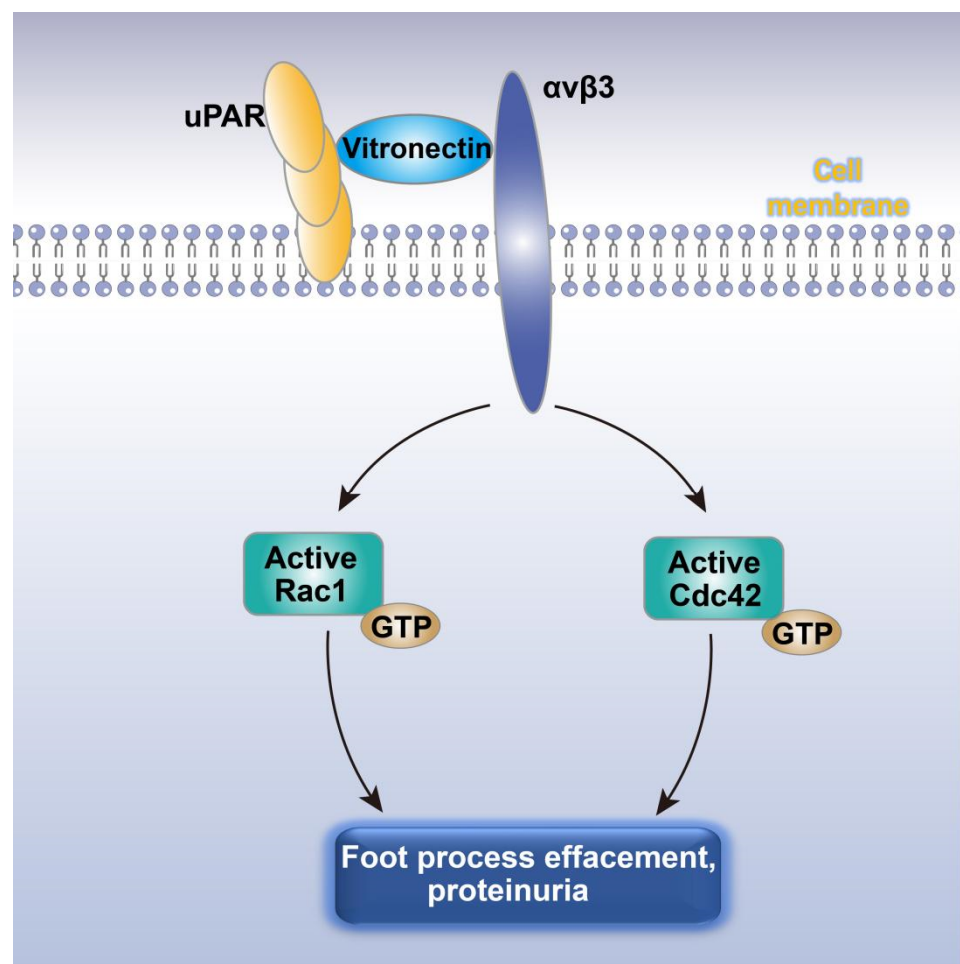 αvβ3
uPAR
Vitronectin
Cell
membrane
Active
Rac1
GTP
Active
Cdc42
GTP
Foot process effacement,
proteinuria